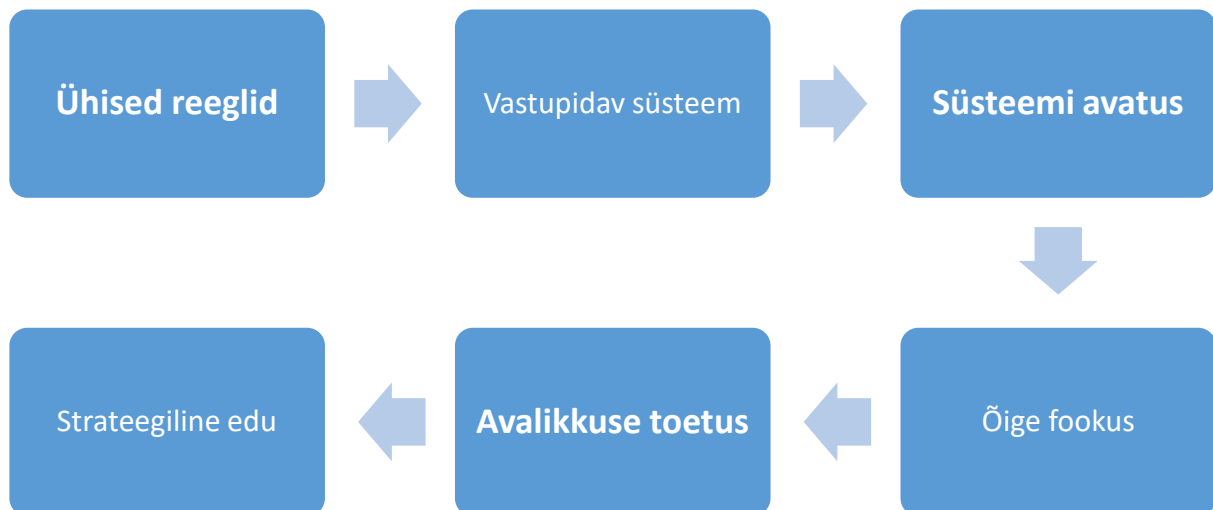 Ühised reeglid
Vastupidav süsteem
Süsteemi avatus
Õige fookus
Avalikkuse toetus
Strateegiline edu